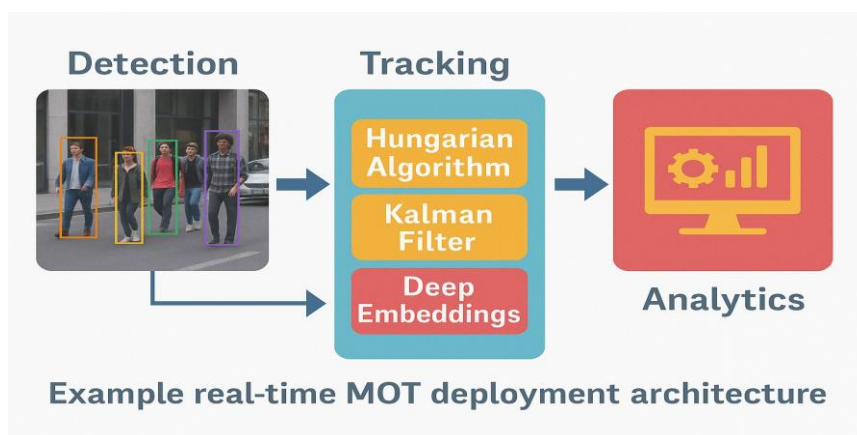 Detection
Tracking
Hungarian
Algorithm
Kalman
Filter
Deep
Embeddings
Analytics
Example real-time MOT deployment architecture